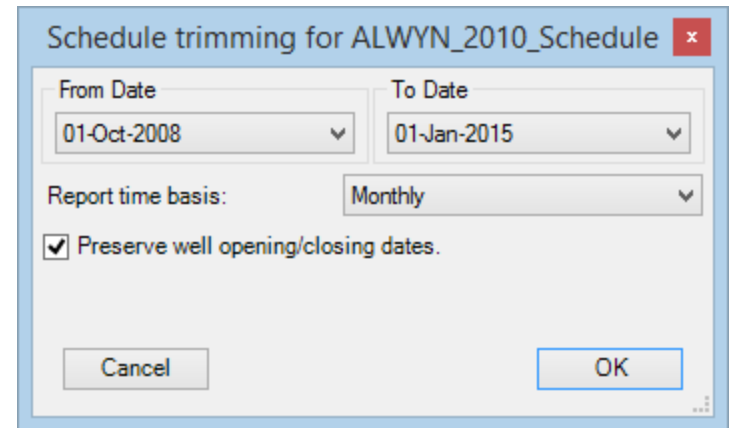 Schedule trimming for ALWYN_2010_Schedule x
From Date To Date
01-Oct-2008 01-Jan-2015
Report time basis: Monthly
Preserve well opening/closing dates.
Cancel OK